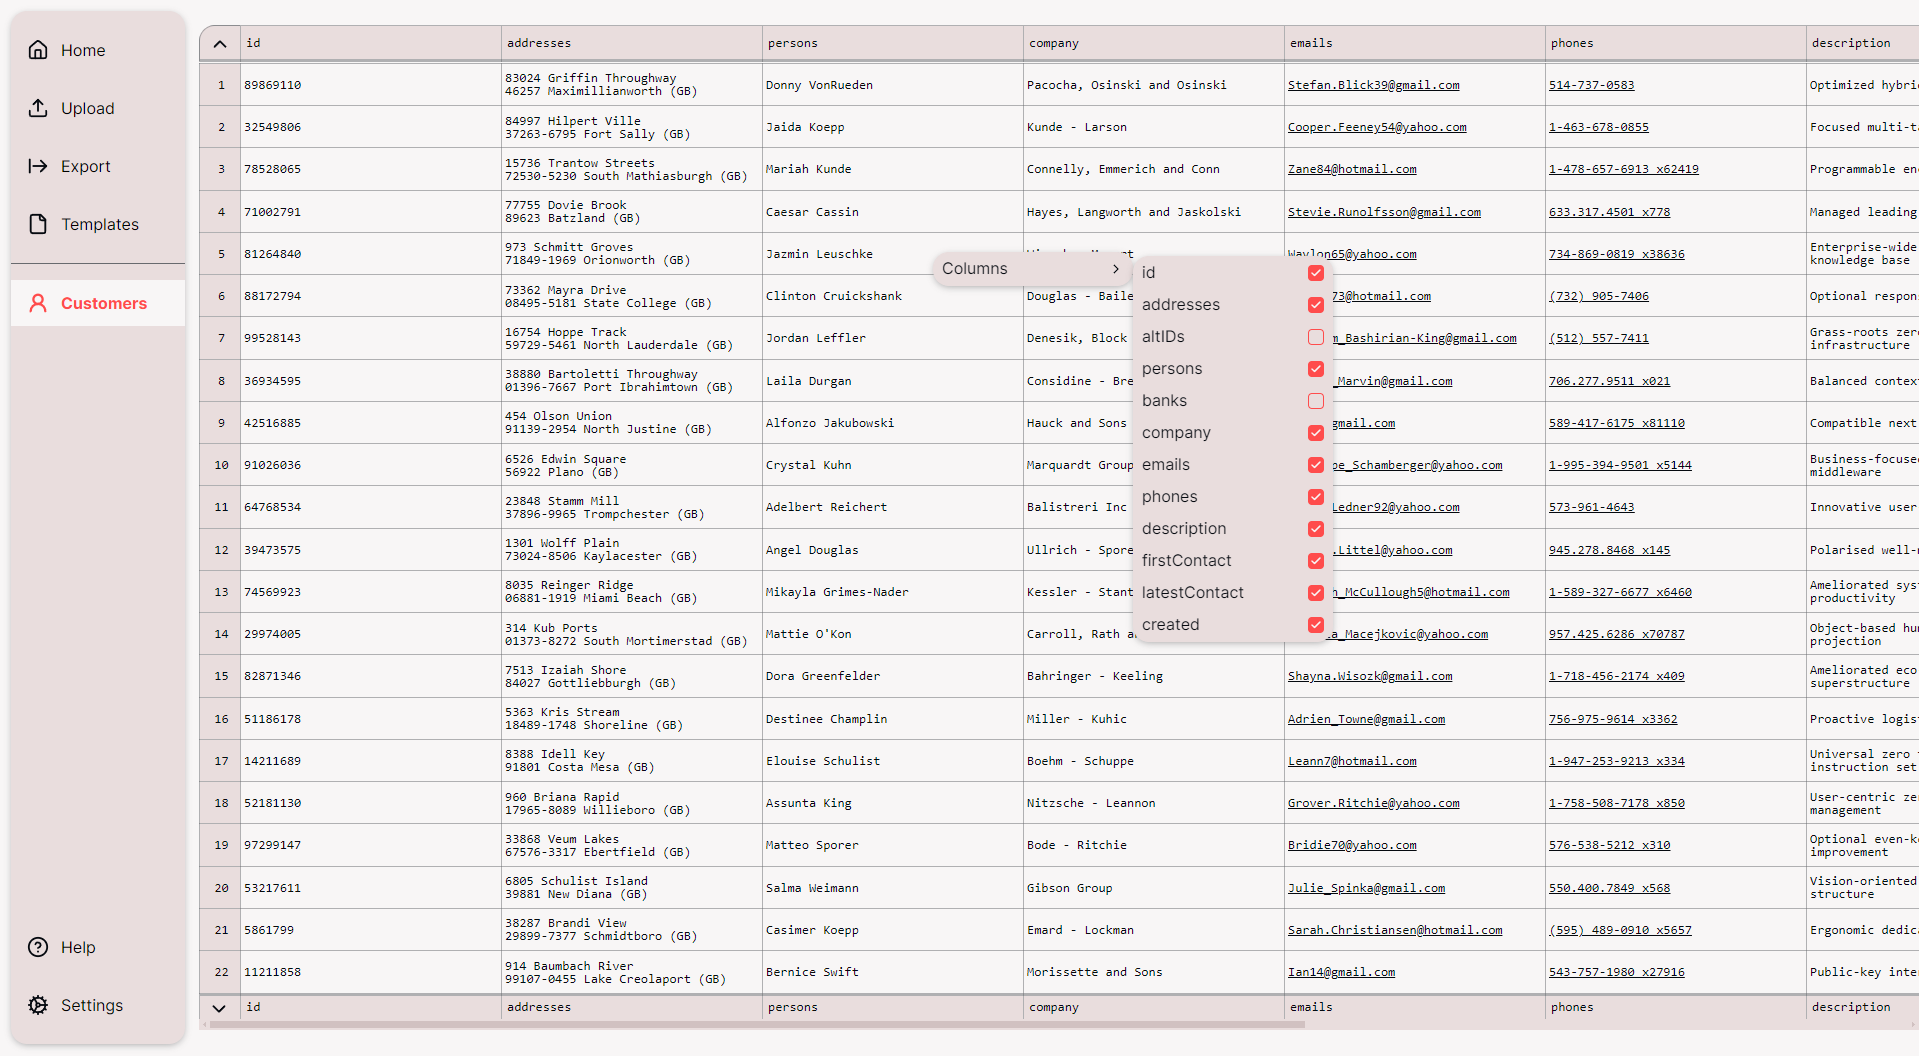 Home
Upload
Export
Templates
Customers
Help
Settings
id addresses persons company emails phones description
1 89869110 83024 Griffin Throughway Donny VonRueden Pacocha, Osinski and Osinski Stefan.Blick39@gmail.com 514-737-0583 Optimized hybri
46257 Maximillianworth (GB)
2 32549806 84997 Hilpert Ville Jaida Koepp Kunde - Larson Cooper.Feeney54@yahoo.com 1-463-678-0855 Focused multi-t
37263-6795 Fort Sally (GB)
3 78528065 15736 Trantow Streets Mariah Kunde Connelly, Emmerich and Conn Zane84@hotmail.com 1-478-657-6913 x62419 Programmable en
72530-5230 South Mathiasburgh (GB)
4 71002791 77755 Dovie Brook Caesar Cassin Hayes, Langworth and Jaskolski Stevie.Runolfsson@gmail.com 633.317.4501 x778 Managed leading
89623 Batzland (GB)
5 81264840 973 Schmitt Groves Jazmin Leuschke Waylon65@yahoo.com 734-869-0819 x38636 Enterprise-wide
71849-1969 Orionworth (GB) knowledge base
6 88172794 73362 Mayra Drive Clinton Cruickshank Douglas - Baile 73@hotmail.com (732) 905-7406 Optional respon
08495-5181 State College (GB)
7 99528143 16754 Hoppe Track Jordan Leffler Denesik, Block m_Bashirian-King@gmail.com (512) 557-7411 Grass-roots zer
59729-5461 North Lauderdale (GB) infrastructure
8 36934595 38880 Bartoletti Throughway Laila Durgan Considine - Bre _Marvin@gmail.com 706.277.9511 x021 Balanced contex
01396-7667 Port Ibrahimtown (GB)
9 42516885 454 Olson Union Alfonzo Jakubowski Hauck and Sons gmail.com 589-417-6175 x81110 Compatible next
91139-2954 North Justine (GB)
10 91026036 6526 Edwin Square Crystal Kuhn Marquardt Group pe_Schamberger@yahoo.com 1-995-394-9501 x5144 Business-focuse
56922 Plano (GB) middleware
11 64768534 23848 Stamm Mill Adelbert Reichert Balistreri Inc Ledner92@yahoo.com 573-961-4643 Innovative user
37896-9965 Trompchester (GB)
12 39473575 1301 Wolff Plain Angel Douglas Ullrich - Spore .Littel@yahoo.com 945.278.8468 x145 Polarised well-
73024-8506 Kaylacester (GB)
13 74569923 8035 Reinger Ridge Mikayla Grimes-Nader Kessler - Stant h_McCullough5@hotmail.com 1-589-327-6677 x6460 Ameliorated sys
06881-1919 Miami Beach (GB) productivity
14 29974005 314 Kub Ports Mattie O'Kon Carroll, Rath a a_Macejkovic@yahoo.com 957.425.6286 x70787 Object-based hu
01373-8272 South Mortimerstad (GB) projection
15 82871346 7513 Izaiah Shore Dora Greenfelder Bahringer - Keeling Shayna.Wisozk@gmail.com 1-718-456-2174 x409 Ameliorated eco
84027 Gottliebburgh (GB) superstructure
16 51186178 5363 Kris Stream Destinee Champlin Miller - Kuhic Adrien_Towne@gmail.com 756-975-9614 x3362 Proactive logis
18489-1748 Shoreline (GB)
17 14211689 8388 Idell Key Elouise Schulist Boehm - Schuppe Leann7@hotmail.com 1-947-253-9213 x334 Universal zero
91801 Costa Mesa (GB) instruction set
18 52181130 960 Briana Rapid Assunta King Nitzsche - Leannon Grover.Ritchie@yahoo.com 1-758-508-7178 x850 User-centric ze
17965-8089 Willieboro (GB) management
19 97299147 33868 Veum Lakes Matteo Sporer Bode - Ritchie Bridie70@yahoo.com 576-538-5212 x310 Optional even-k
67576-3317 Ebertfield (GB) improvement
20 53217611 6805 Schulist Island Salma Weimann Gibson Group Julie_Spinka@gmail.com 550.400.7849 x568 Vision-oriented
39881 New Diana (GB) structure
21 5861799 38287 Brandi View Casimer Koepp Emard - Lockman Sarah.Christiansen@hotmail.com (595) 489-0910 x5657 Ergonomic dedic
29899-7377 Schmidtboro (GB)
22 11211858 914 Baumbach River Bernice Swift Morissette and Sons Ian14@gmail.com 543-757-1980 x27916 Public-key inte
99107-0455 Lake Creolaport (GB)
id addresses persons company emails phones description
Columns
id
addresses
altIDs
persons
banks
company
emails
phones
description
firstContact
latestContact
created